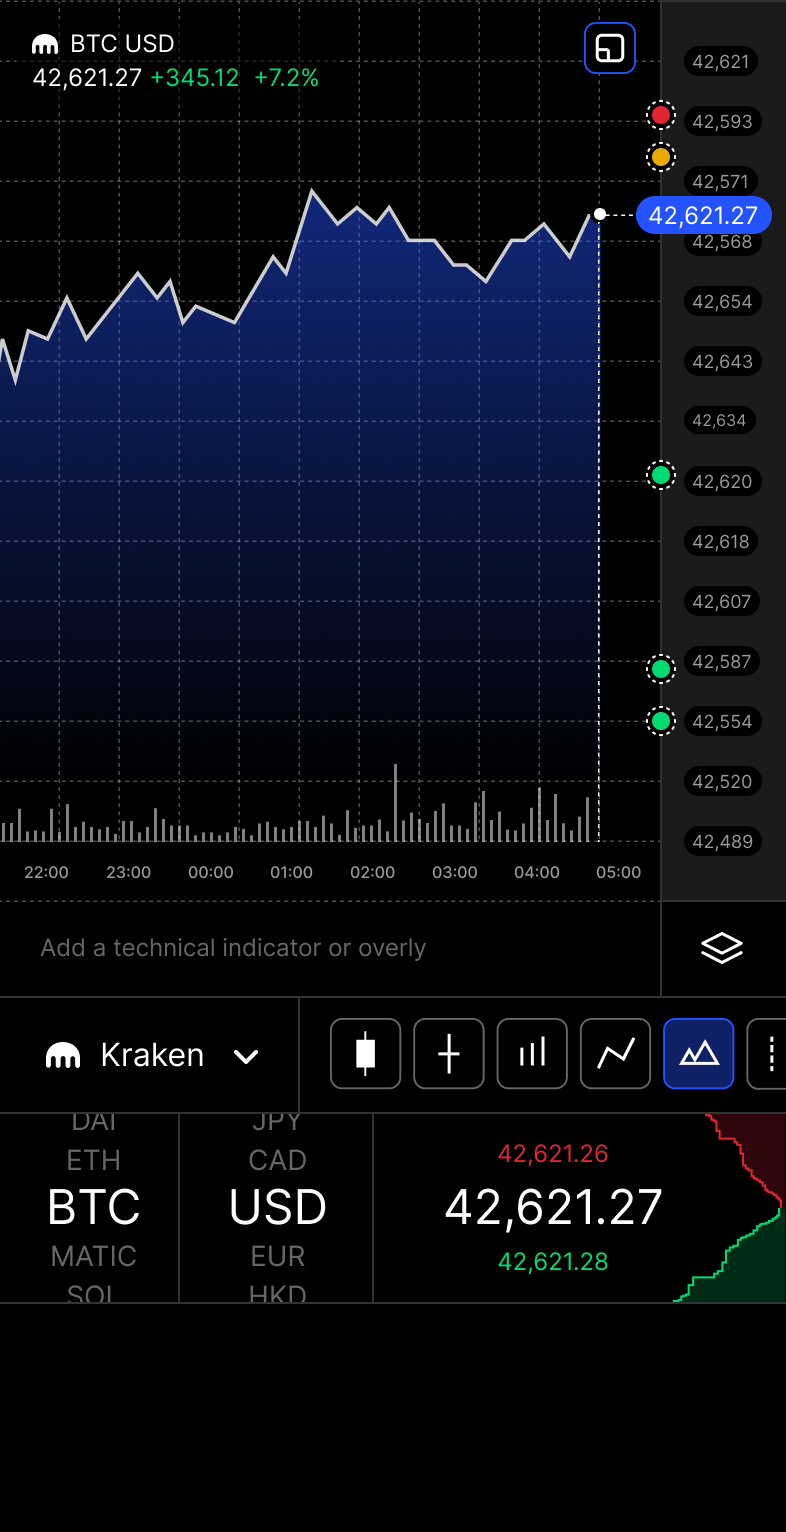 BTC USD
42,621.27 +345.12 +7.2%
42,621
42,593
42,571
42,621.27
42,568
42,654
42,643
42,634
42,620
42,618
42,607
42,587
42,554
42,520
42,489
22:00 23:00 00:00 01:00 02:00 03:00 04:00 05:00
Add a technical indicator or overly
Kraken
DAI JPY
ETH CAD 42,621.26
BTC USD 42,621.27
MATIC EUR 42,621.28
SOL HKD